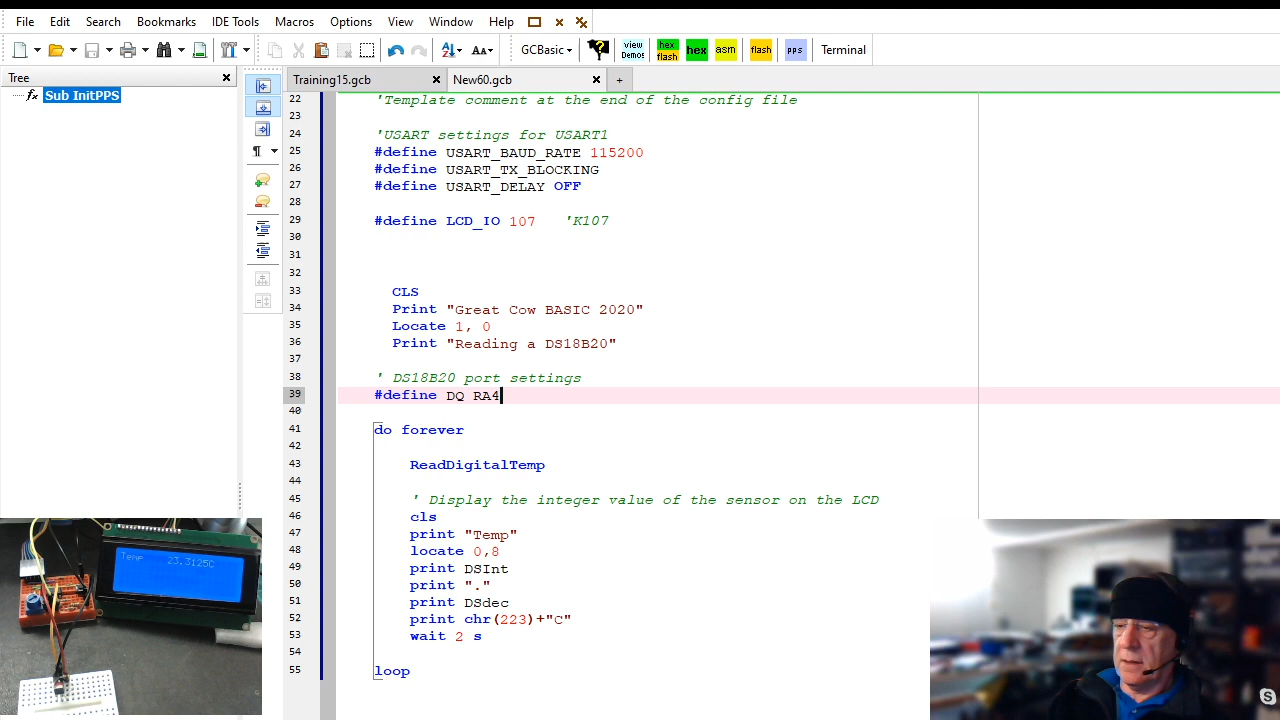 File Edit Search Bookmarks IDE Tools Macros Options View Window Help
GCBasic view Demos hex flash hex asm flash pps Terminal
Tree
Training15.gcb New60.gcb +
fx Sub InitPPS
22 'Template comment at the end of the config file
23
24 'USART settings for USART1
25 #define USART_BAUD_RATE 115200
26 #define USART_TX_BLOCKING
27 #define USART_DELAY OFF
28
29 #define LCD_IO 107 'K107
30
31
32
33 CLS
34 Print "Great Cow BASIC 2020"
35 Locate 1, 0
36 Print "Reading a DS18B20"
37
38 ' DS18B20 port settings
39 #define DQ RA4
40
41 do forever
42
43 ReadDigitalTemp
44
45 ' Display the integer value of the sensor on the LCD
46 cls
47 print "Temp"
48 locate 0,8
49 print DSInt
50 print "."
51 print DSdec
52 print chr(223)+"C"
53 wait 2 s
54
55 loop
Temp 23.3125C